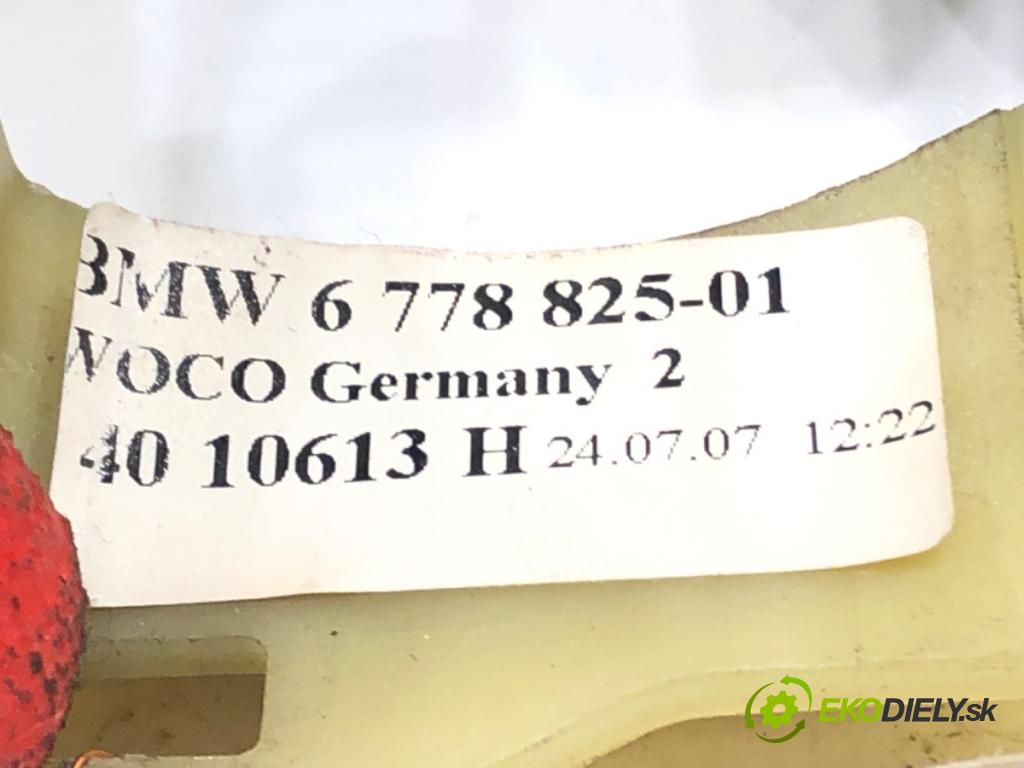 BMW 6 778 825-01
WOCO Germany 2
40 10613 H 24.07.07 12:22
EKODIELY.sk